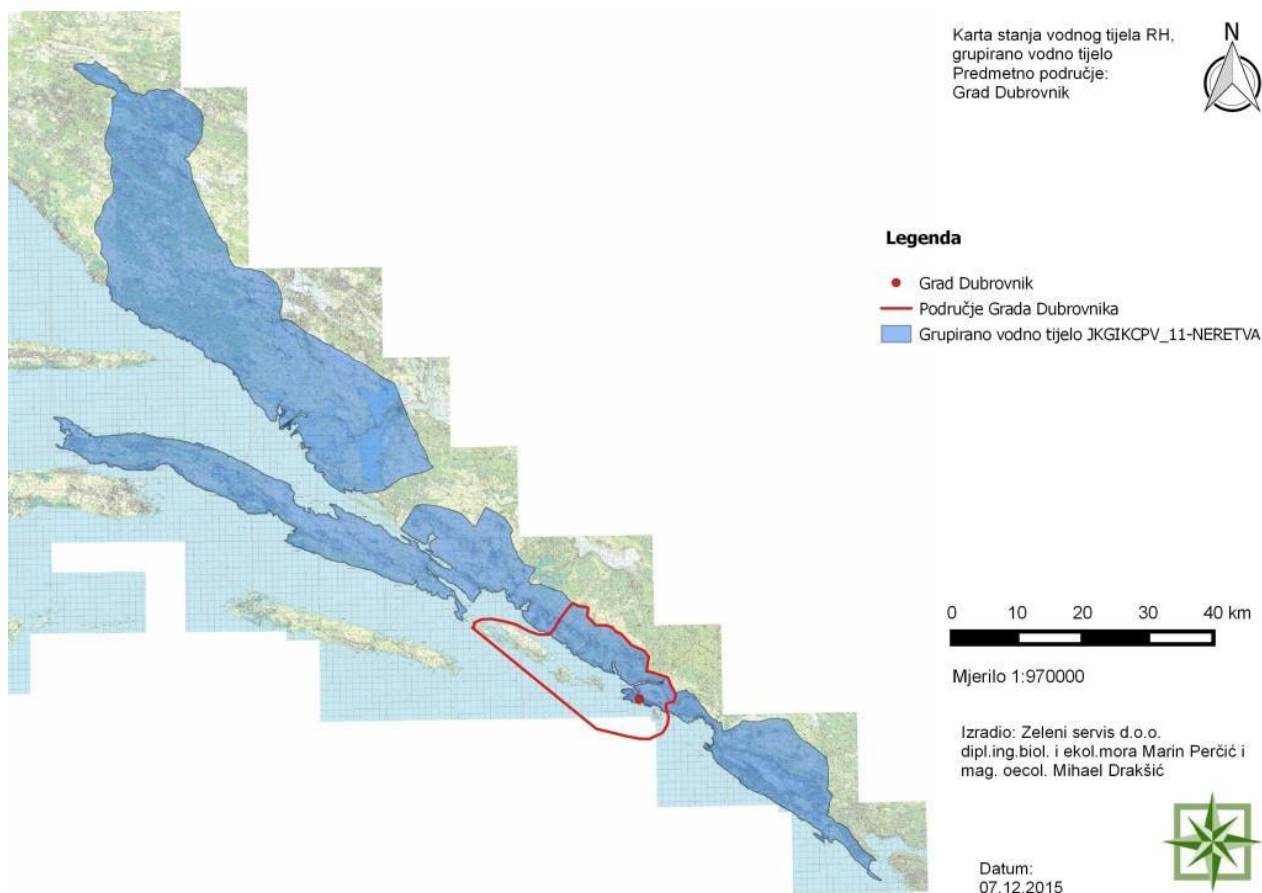 Karta stanja vodnog tijela RH,
grupirano vodno tijelo
Predmetno područje:
Grad Dubrovnik
N
Legenda
Grad Dubrovnik
Područje Grada Dubrovnika
Grupirano vodno tijelo JKGIKCPV_11-NERETVA
0 10 20 30 40 km
Mjerilo 1:970000
Izradio: Zeleni servis d.o.o.
dipl.ing.biol. i ekol.mora Marin Perčić i
mag. oecol. Mihael Drakšić
Datum:
07.12.2015